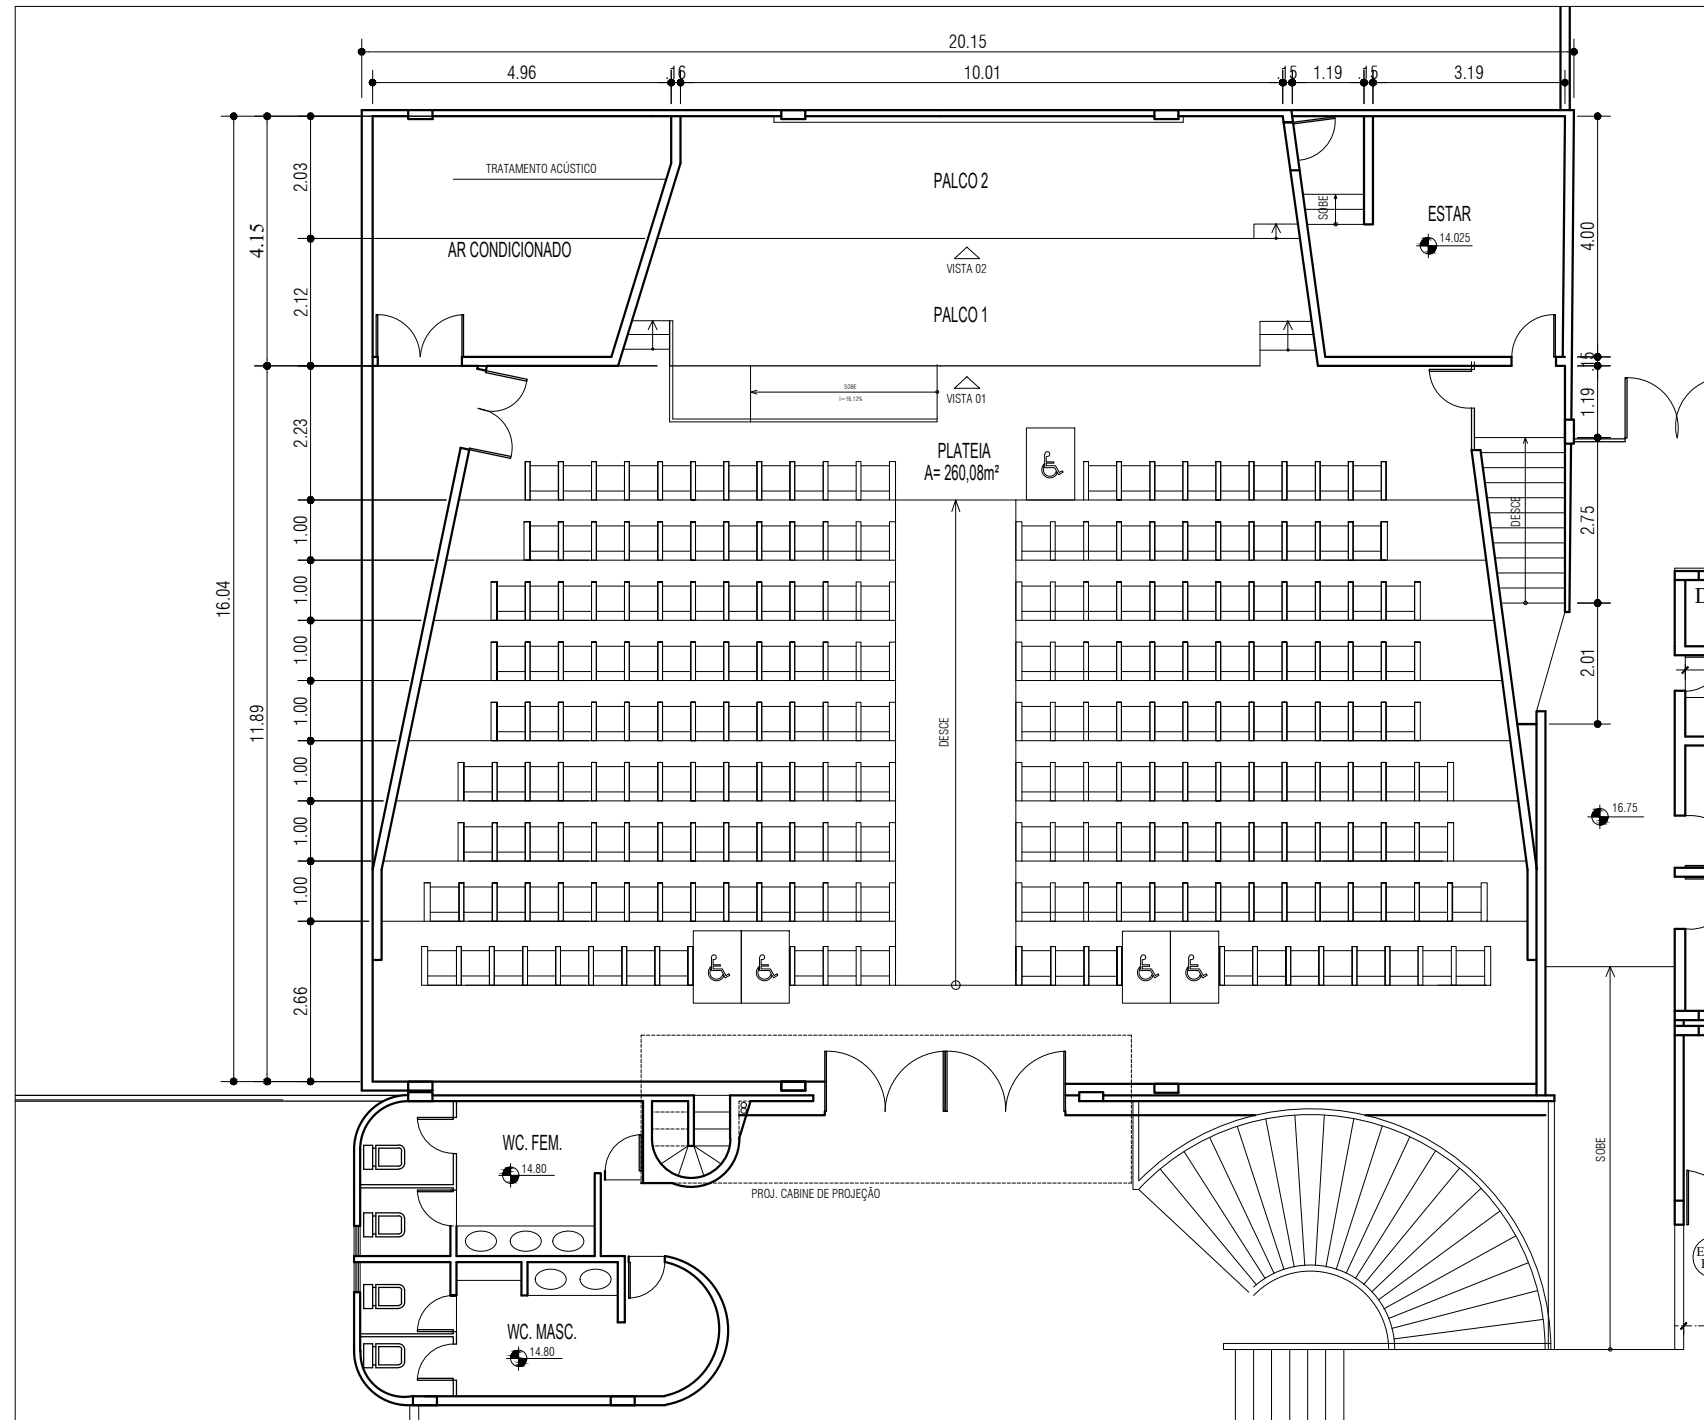 20.15
4.96
.16
10.01
.15
1.19
.15
3.19
2.03
4.15
2.12
2.23
1.00
1.00
1.00
1.00
1.00
1.00
1.00
16.04
11.89
2.66
TRATAMENTO ACÚSTICO
AR CONDICIONADO
PALCO 2
VISTA 02
PALCO 1
VISTA 01
SOBE
I=16,12%
SOBE
ESTAR
14.025
4.00
.15
1.19
2.75
2.01
PLATEIA
A= 260,08m²
DESCE
DESCE
D
16.75
SOBE
WC. FEM.
14.80
PROJ. CABINE DE PROJEÇÃO
WC. MASC.
14.80